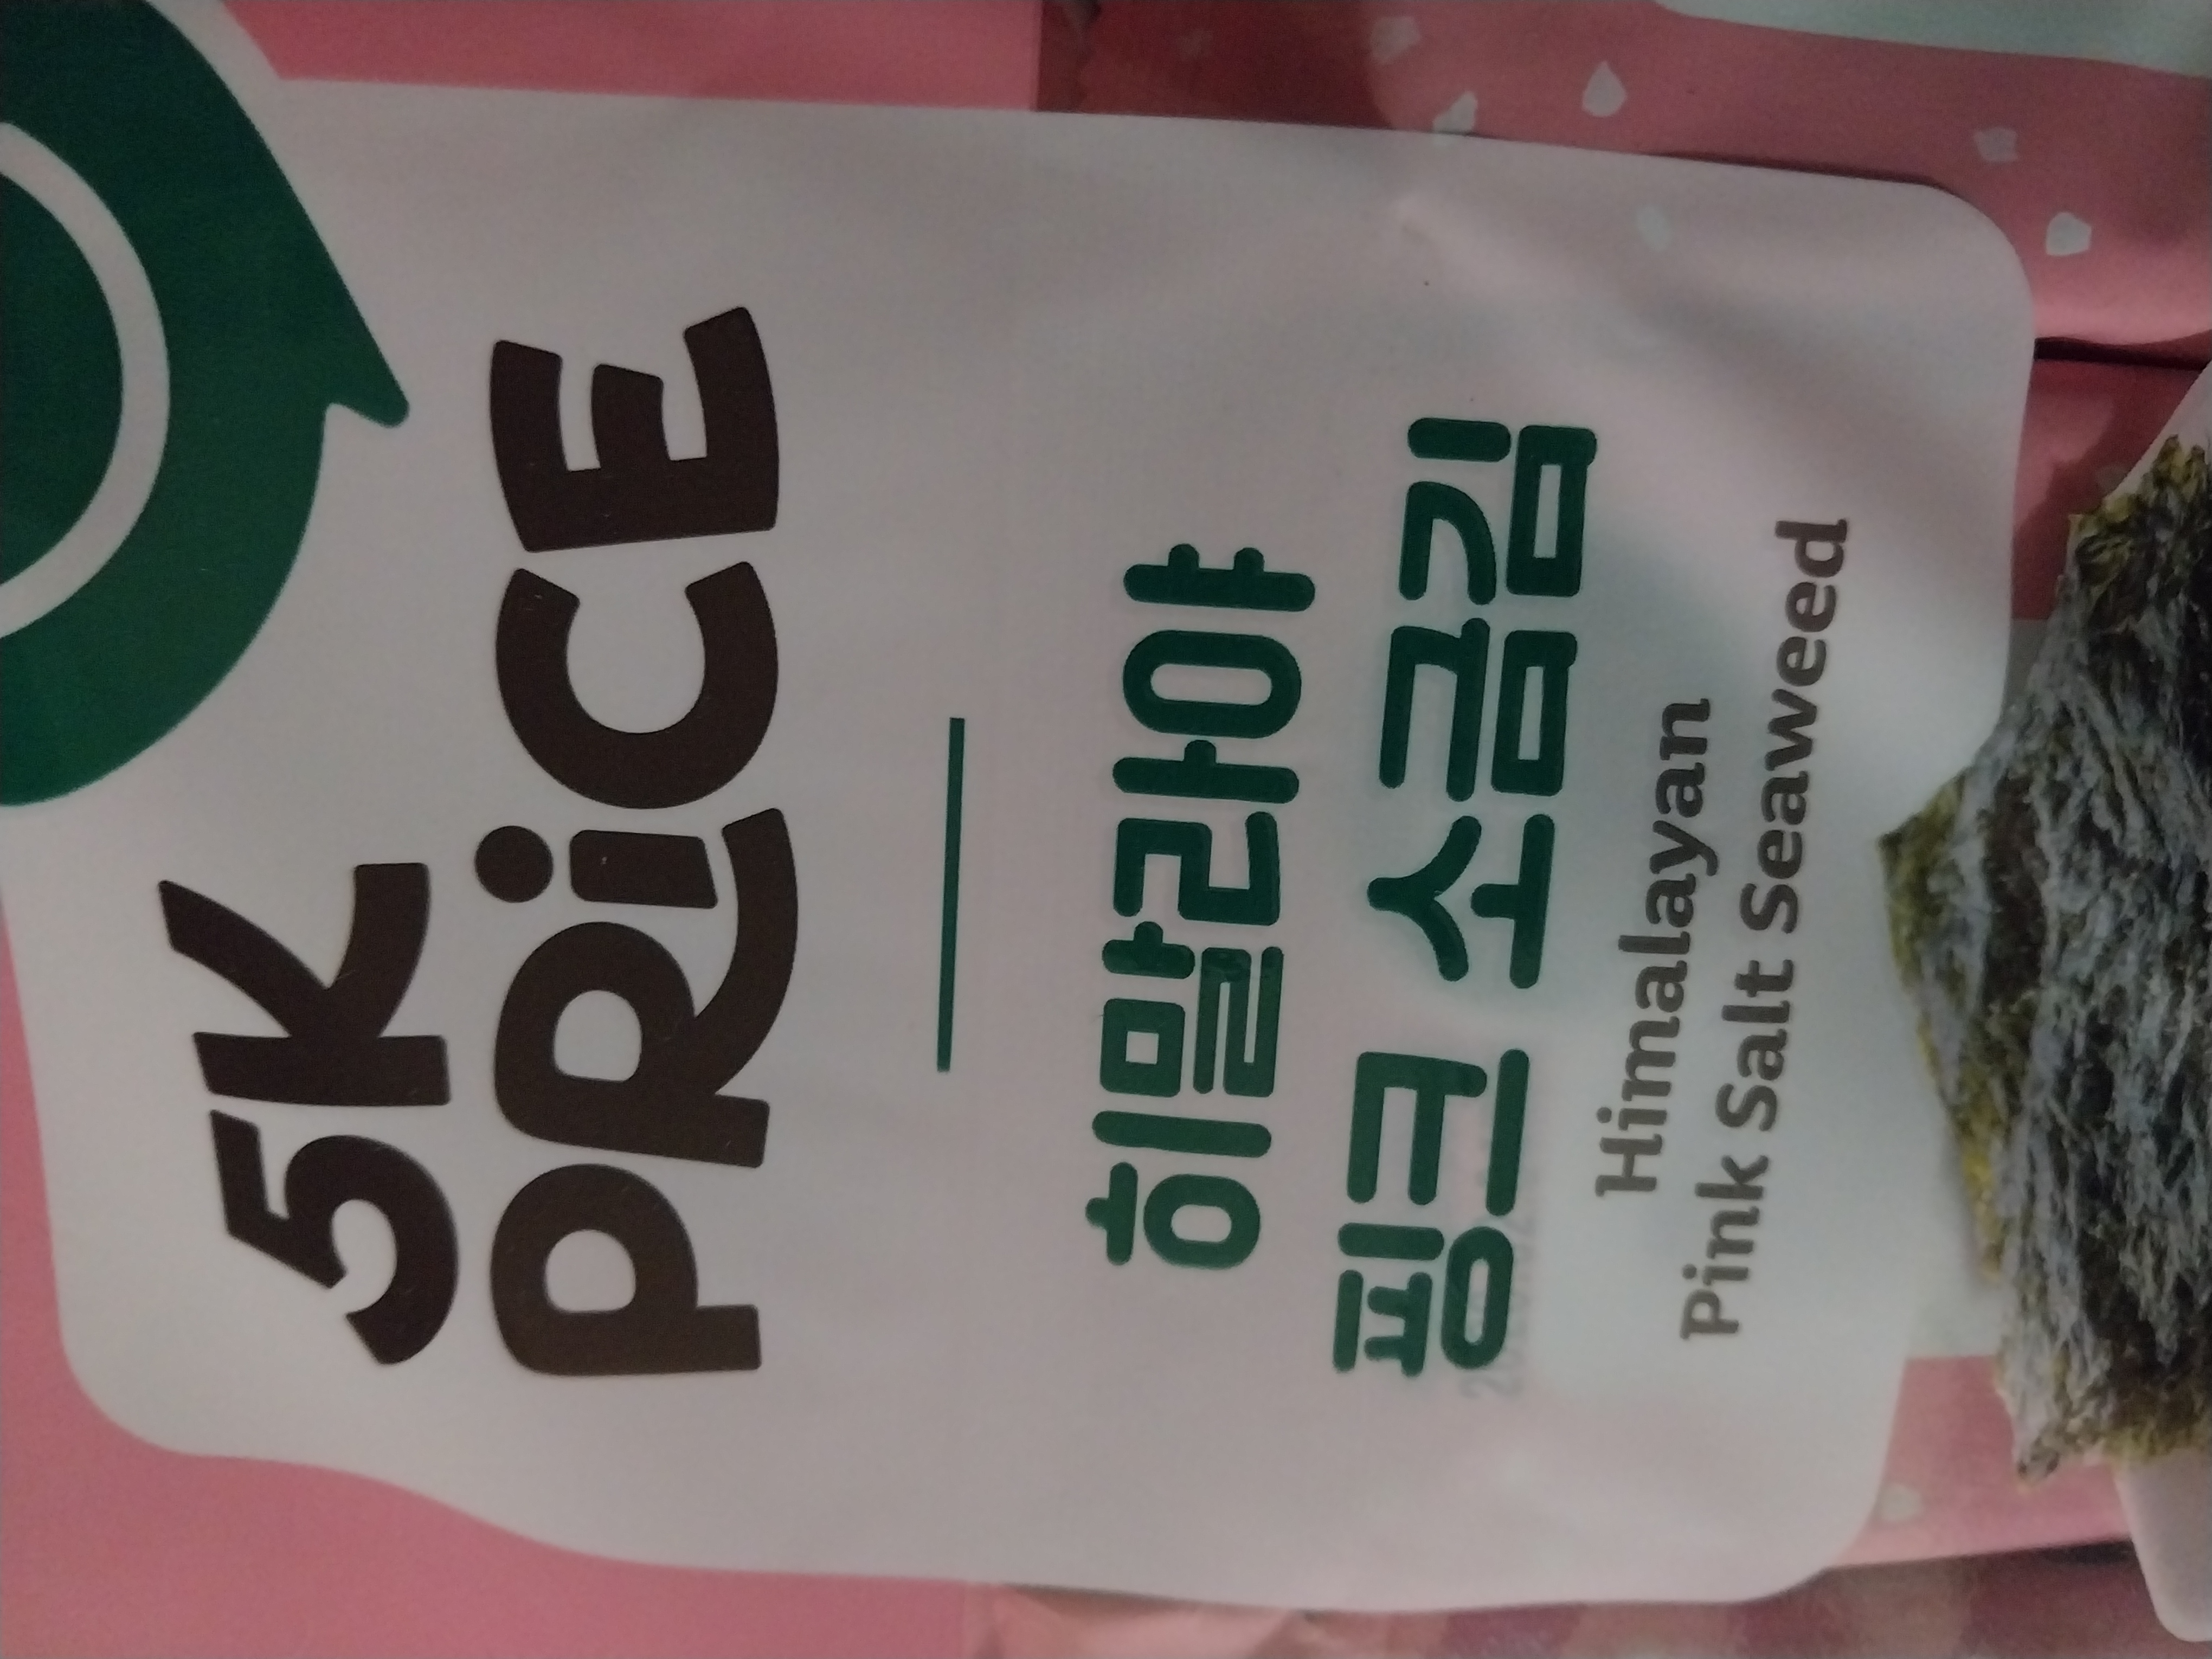 5K
PRiCE
히말라야
핑크 소금김
Himalayan
Pink Salt Seaweed